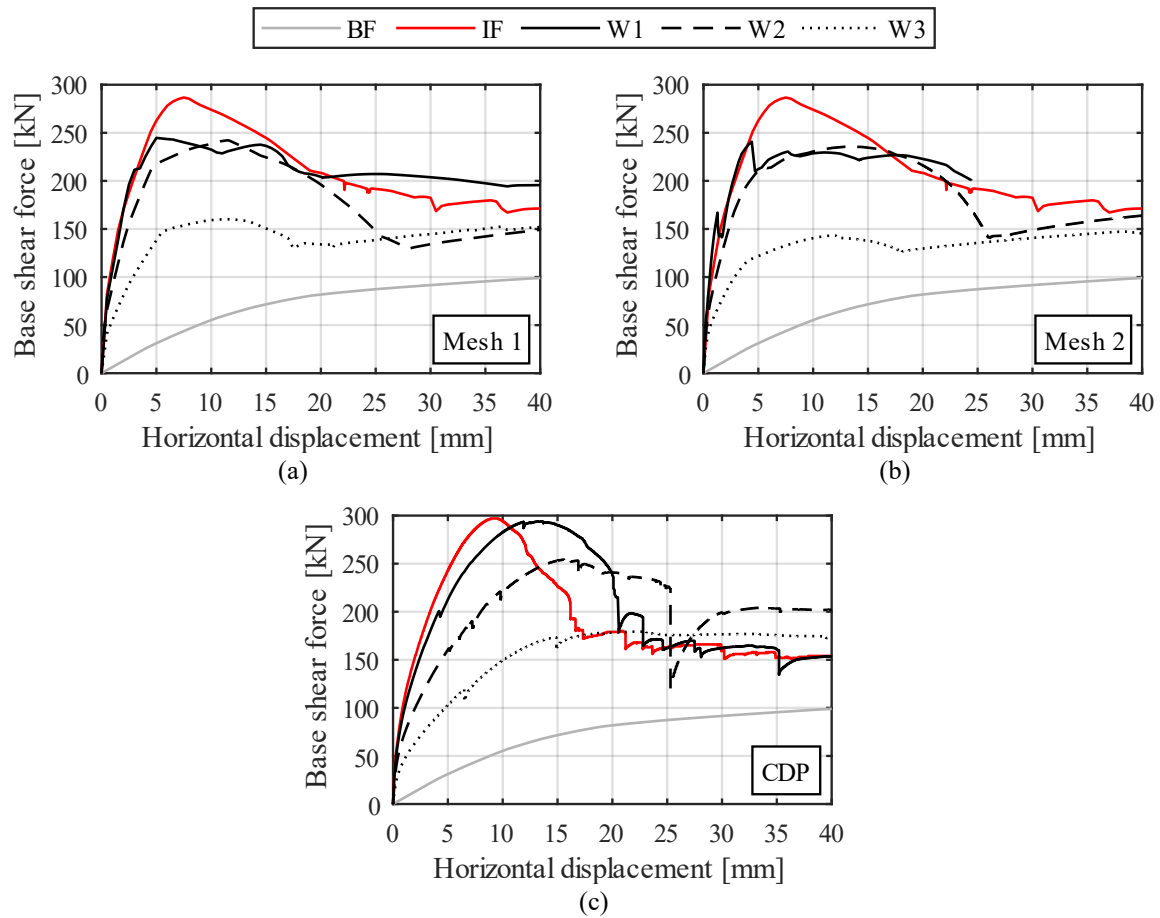 BF IF W1 W2 W3
300
250
200
150
100
50
0
Base shear force [kN]
Mesh 1
0 5 10 15 20 25 30 35 40
Horizontal displacement [mm]
(a)
300
250
200
150
100
50
0
Base shear force [kN]
Mesh 2
0 5 10 15 20 25 30 35 40
Horizontal displacement [mm]
(b)
300
250
200
150
100
50
0
Base shear force [kN]
CDP
0 5 10 15 20 25 30 35 40
Horizontal displacement [mm]
(c)